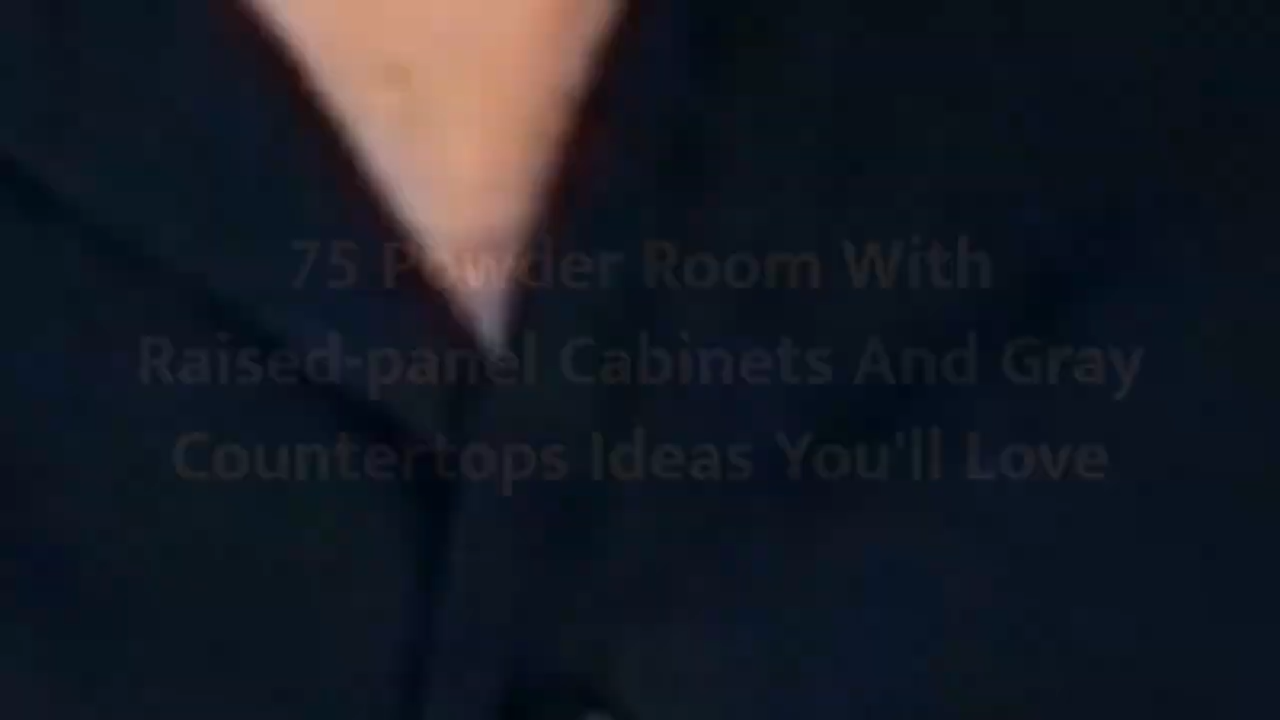 75 Powder Room With
Raised-panel Cabinets And Gray
Countertops Ideas You'll Love